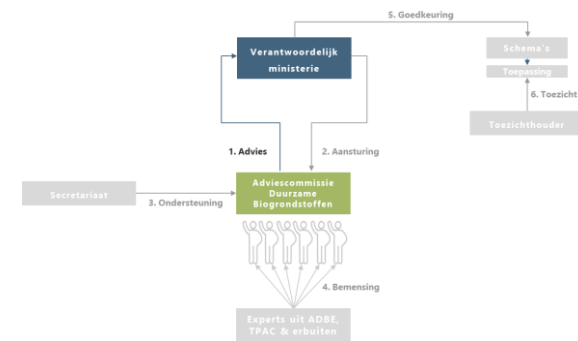 5. Goedkeuring
Verantwoordelijk
ministerie
Schema's
Toepassing
6. Toezicht
Toezichthouder
1. Advies
2. Aansturing
Adviescommissie
Duurzame
Biogrondstoffen
Secretariaat
3. Ondersteuning
4. Bemensing
Experts uit ADBE,
TPAC & erbuiten